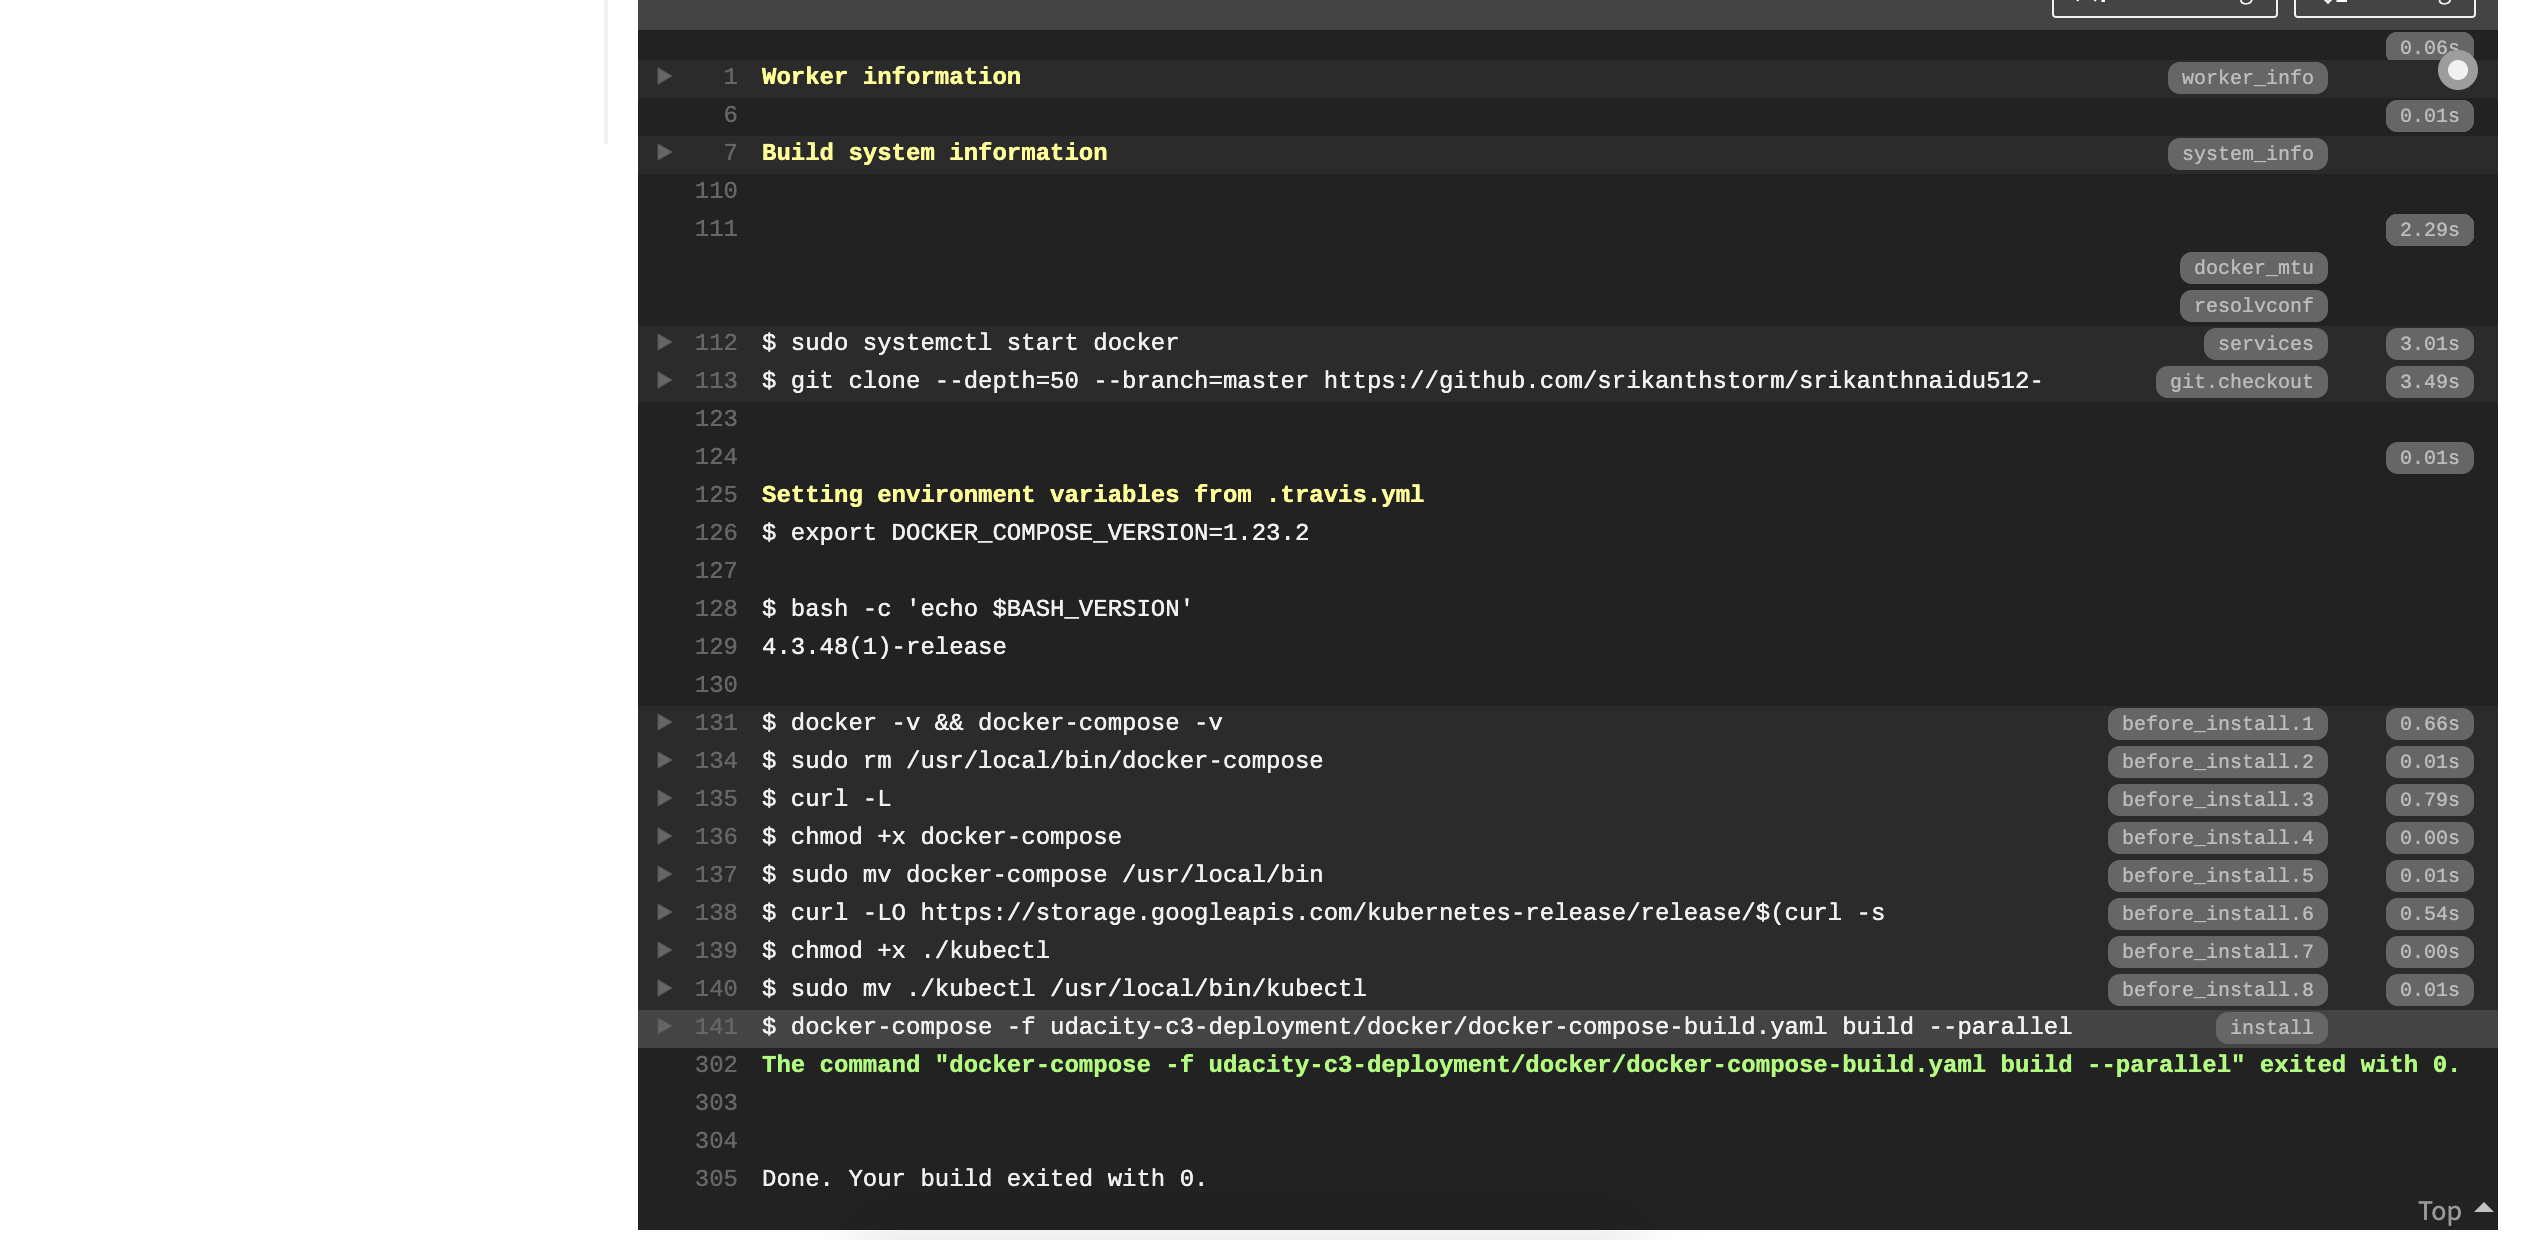 0.06s
1 Worker information worker_info
6 0.01s
7 Build system information system_info
110
111 2.29s
docker_mtu
resolvconf
112 $ sudo systemctl start docker services 3.01s
113 $ git clone --depth=50 --branch=master https://github.com/srikanthstorm/srikanthnaidu512- git.checkout 3.49s
123
124 0.01s
125 Setting environment variables from .travis.yml
126 $ export DOCKER_COMPOSE_VERSION=1.23.2
127
128 $ bash -c 'echo $BASH_VERSION'
129 4.3.48(1)-release
130
131 $ docker -v && docker-compose -v before_install.1 0.66s
134 $ sudo rm /usr/local/bin/docker-compose before_install.2 0.01s
135 $ curl -L before_install.3 0.79s
136 $ chmod +x docker-compose before_install.4 0.00s
137 $ sudo mv docker-compose /usr/local/bin before_install.5 0.01s
138 $ curl -LO https://storage.googleapis.com/kubernetes-release/release/$(curl -s before_install.6 0.54s
139 $ chmod +x ./kubectl before_install.7 0.00s
140 $ sudo mv ./kubectl /usr/local/bin/kubectl before_install.8 0.01s
141 $ docker-compose -f udacity-c3-deployment/docker/docker-compose-build.yaml build --parallel install
302 The command "docker-compose -f udacity-c3-deployment/docker/docker-compose-build.yaml build --parallel" exited with 0.
303
304
305 Done. Your build exited with 0.
Top